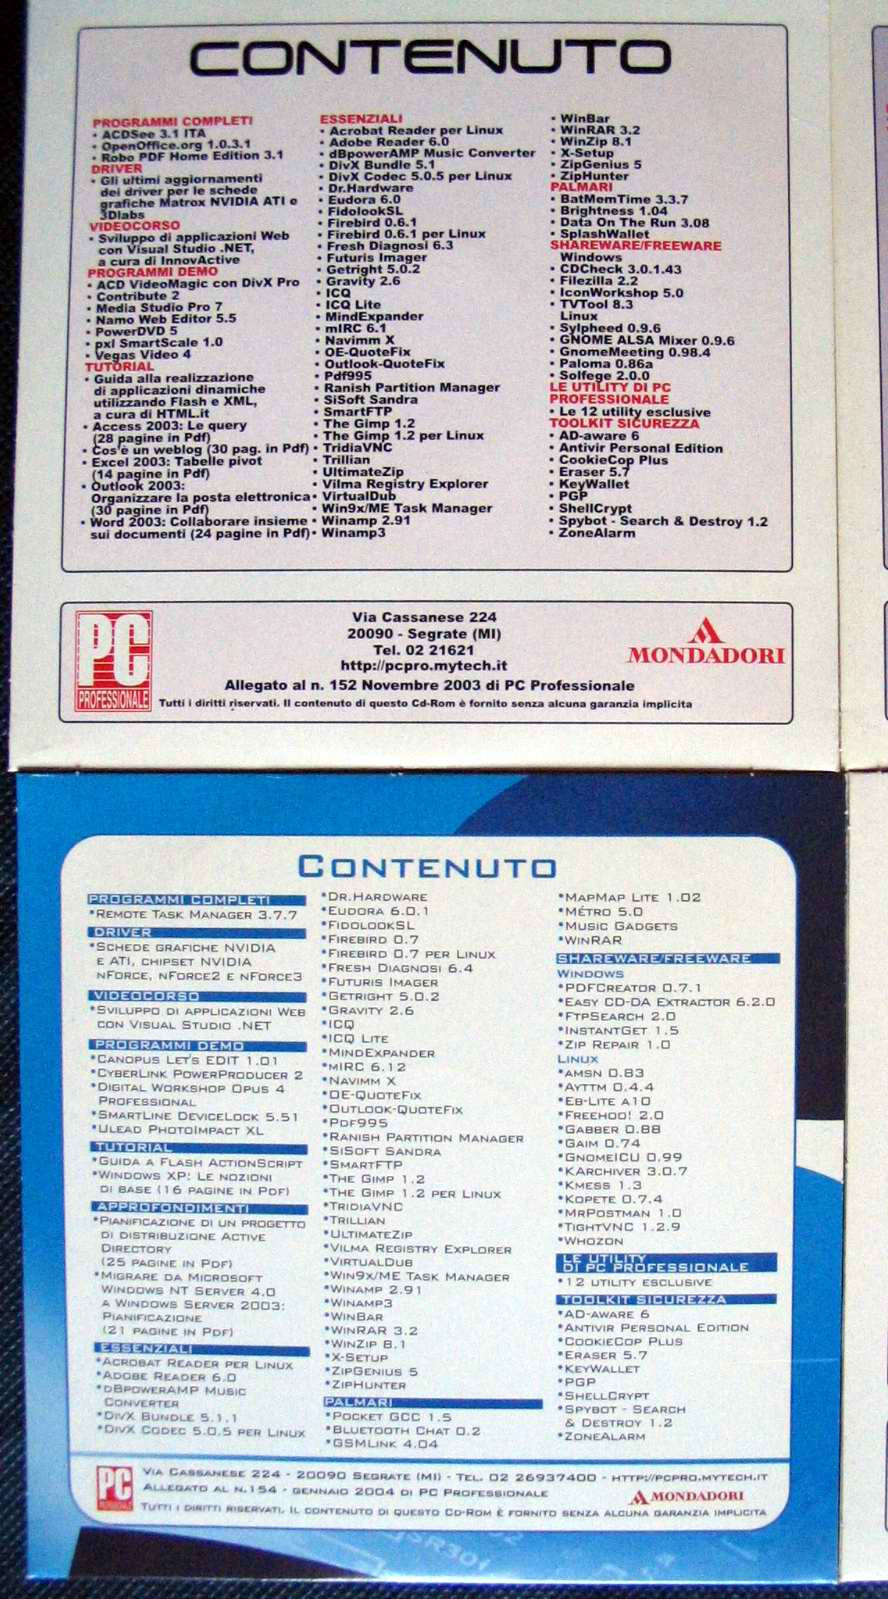 CONTENUTO
PROGRAMMI COMPLETI
• ACDSee 3.1 ITA
• OpenOffice.org 1.0.3.1
• Robo PDF Home Edition 3.1
DRIVER
• Gli ultimi aggiornamenti
dei driver per le schede
grafiche Matrox NVIDIA ATI e
3Dlabs
VIDEOCORSO
• Sviluppo di applicazioni Web
con Visual Studio .NET,
a cura di InnovActive
PROGRAMMI DEMO
• ACD VideoMagic con DivX Pro
• Contribute 2
• Media Studio Pro 7
• Namo Web Editor 5.5
• PowerDVD 5
• pxl SmartScale 1.0
• Vegas Video 4
TUTORIAL
• Guida alla realizzazione
di applicazioni dinamiche
utilizzando Flash e XML,
a cura di HTML.it
• Access 2003: Le query
(28 pagine in Pdf)
• Cos'è un weblog (30 pag. in Pdf)
• Excel 2003: Tabelle pivot
(14 pagine in Pdf)
• Outlook 2003:
Organizzare la posta elettronica
(30 pagine in Pdf)
• Word 2003: Collaborare insieme
sui documenti (24 pagine in Pdf)
ESSENZIALI
• Acrobat Reader per Linux
• Adobe Reader 6.0
• dBpowerAMP Music Converter
• DivX Bundle 5.1
• DivX Codec 5.0.5 per Linux
• Dr.Hardware
• Eudora 6.0
• FidolookSL
• Firebird 0.6.1
• Firebird 0.6.1 per Linux
• Fresh Diagnosi 6.3
• Futuris Imager
• Getright 5.0.2
• Gravity 2.6
• ICQ
• ICQ Lite
• MindExpander
• mIRC 6.1
• Navimm X
• OE-QuoteFix
• Outlook-QuoteFix
• Pdf995
• Ranish Partition Manager
• SiSoft Sandra
• SmartFTP
• The Gimp 1.2
• The Gimp 1.2 per Linux
• TridiaVNC
• Trillian
• UltimateZip
• Vilma Registry Explorer
• VirtualDub
• Win9x/ME Task Manager
• Winamp 2.91
• Winamp3
• WinBar
• WinRAR 3.2
• WinZip 8.1
• X-Setup
• ZipGenius 5
• ZipHunter
PALMARI
• BatMemTime 3.3.7
• Brightness 1.04
• Data On The Run 3.08
• SplashWallet
SHAREWARE/FREEWARE
Windows
• CDCheck 3.0.1.43
• Filezilla 2.2
• IconWorkshop 5.0
• TVTool 8.3
Linux
• Sylpheed 0.9.6
• GNOME ALSA Mixer 0.9.6
• GnomeMeeting 0.98.4
• Paloma 0.86a
• Solfege 2.0.0
LE UTILITY DI PC
PROFESSIONALE
• Le 12 utility esclusive
TOOLKIT SICUREZZA
• AD-aware 6
• Antivir Personal Edition
• CookieCop Plus
• Eraser 5.7
• KeyWallet
• PGP
• ShellCrypt
• Spybot - Search & Destroy 1.2
• ZoneAlarm
PC
PROFESSIONALE
Via Cassanese 224
20090 - Segrate (MI)
Tel. 02 21621
http://pcpro.mytech.it
MONDADORI
Allegato al n. 152 Novembre 2003 di PC Professionale
Tutti i diritti riservati. Il contenuto di questo Cd-Rom è fornito senza alcuna garanzia implicita
CONTENUTO
PROGRAMMI COMPLETI
•REMOTE TASK MANAGER 3.7.7
DRIVER
•SCHEDE GRAFICHE NVIDIA
E ATI, CHIPSET NVIDIA
NFORCE, NFORCE2 E NFORCE3
VIDEOCORSO
•SVILUPPO DI APPLICAZIONI WEB
CON VISUAL STUDIO .NET
PROGRAMMI DEMO
•CANOPUS LET'S EDIT 1.01
•CYBERLINK POWERPRODUCER 2
•DIGITAL WORKSHOP OPUS 4
PROFESSIONAL
•SMARTLINE DEVICELOCK 5.51
•ULEAD PHOTOIMPACT XL
TUTORIAL
•GUIDA A FLASH ACTIONSCRIPT
•WINDOWS XP: LE NOZIONI
DI BASE (16 PAGINE IN PDF)
APPROFONDIMENTI
•PIANIFICAZIONE DI UN PROGETTO
DI DISTRIBUZIONE ACTIVE
DIRECTORY
(25 PAGINE IN PDF)
•MIGRARE DA MICROSOFT
WINDOWS NT SERVER 4.0
A WINDOWS SERVER 2003:
PIANIFICAZIONE
(21 PAGINE IN PDF)
ESSENZIALI
•ACROBAT READER PER LINUX
•ADOBE READER 6.0
•DBPOWERAMP MUSIC
CONVERTER
•DIVX BUNDLE 5.1.1
•DIVX CODEC 5.0.5 PER LINUX
•DR.HARDWARE
•EUDORA 6.0.1
•FIDOLOOKSL
•FIREBIRD 0.7
•FIREBIRD 0.7 PER LINUX
•FRESH DIAGNOSI 6.4
•FUTURIS IMAGER
•GETRIGHT 5.0.2
•GRAVITY 2.6
•ICQ
•ICQ LITE
•MINDEXPANDER
•MIRC 6.12
•NAVIMM X
•OE-QUOTEFIX
•OUTLOOK-QUOTEFIX
•PDF995
•RANISH PARTITION MANAGER
•SISOFT SANDRA
•SMARTFTP
•THE GIMP 1.2
•THE GIMP 1.2 PER LINUX
•TRIDIAVNC
•TRILLIAN
•ULTIMATEZIP
•VILMA REGISTRY EXPLORER
•VIRTUALDUB
•WIN9X/ME TASK MANAGER
•WINAMP 2.91
•WINAMP3
•WINBAR
•WINRAR 3.2
•WINZIP 8.1
•X-SETUP
•ZIPGENIUS 5
•ZIPHUNTER
PALMARI
•POCKET GCC 1.5
•BLUETOOTH CHAT 0.2
•GSMLINK 4.04
•MAPMAP LITE 1.02
•MÉTRO 5.0
•MUSIC GADGETS
•WINRAR
SHAREWARE/FREEWARE
WINDOWS
•PDFCREATOR 0.7.1
•EASY CD-DA EXTRACTOR 6.2.0
•FTPSEARCH 2.0
•INSTANTGET 1.5
•ZIP REPAIR 1.0
LINUX
•AMSN 0.83
•AYTTM 0.4.4
•EB-LITE A10
•FREEHOO! 2.0
•GABBER 0.88
•GAIM 0.74
•GNOMEICU 0.99
•KARCHIVER 3.0.7
•KMESS 1.3
•KOPETE 0.7.4
•MRPOSTMAN 1.0
•TIGHTVNC 1.2.9
•WHOZON
LE UTILITY
DI PC PROFESSIONALE
•12 UTILITY ESCLUSIVE
TOOLKIT SICUREZZA
•AD-AWARE 6
•ANTIVIR PERSONAL EDITION
•COOKIECOP PLUS
•ERASER 5.7
•KEYWALLET
•PGP
•SHELLCRYPT
•SPYBOT - SEARCH
& DESTROY 1.2
•ZONEALARM
PC
PROFESSIONALE
VIA CASSANESE 224 - 20090 SEGRATE (MI) - TEL. 02 26937400 - HTTP://PCPRO.MYTECH.IT
ALLEGATO AL N.154 - GENNAIO 2004 DI PC PROFESSIONALE
MONDADORI
TUTTI I DIRITTI RISERVATI. IL CONTENUTO DI QUESTO CD-ROM È FORNITO SENZA ALCUNA GARANZIA IMPLICITA